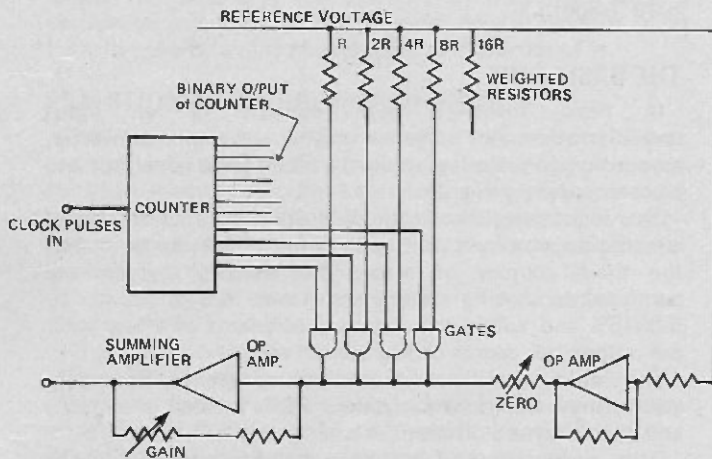 REFERENCE VOLTAGE
R 2R 4R 8R 16R
WEIGHTED
RESISTORS
BINARY O/PUT
of COUNTER
COUNTER
CLOCK PULSES
IN
GATES
SUMMING
AMPLIFIER
OP
AMP
OP AMP
ZERO
GAIN